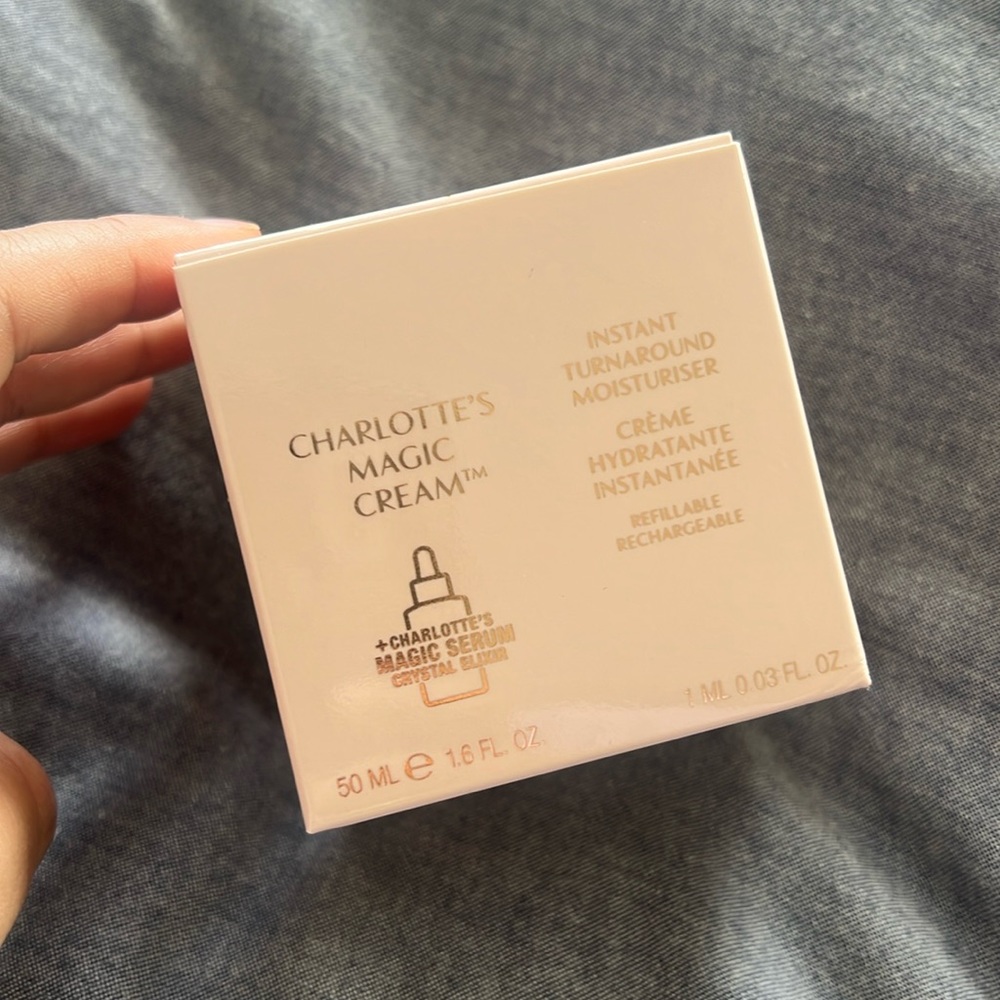 CHARLOTTE'S
MAGIC
CREAM™
+CHARLOTTE'S
MAGIC SERUM
CRYSTAL ELIXIR
50 ML ℮ 1.6 FL. OZ.
INSTANT
TURNAROUND
MOISTURISER
CRÈME
HYDRATANTE
INSTANTANÉE
REFILLABLE
RECHARGEABLE
1 ML 0.03 FL. OZ.